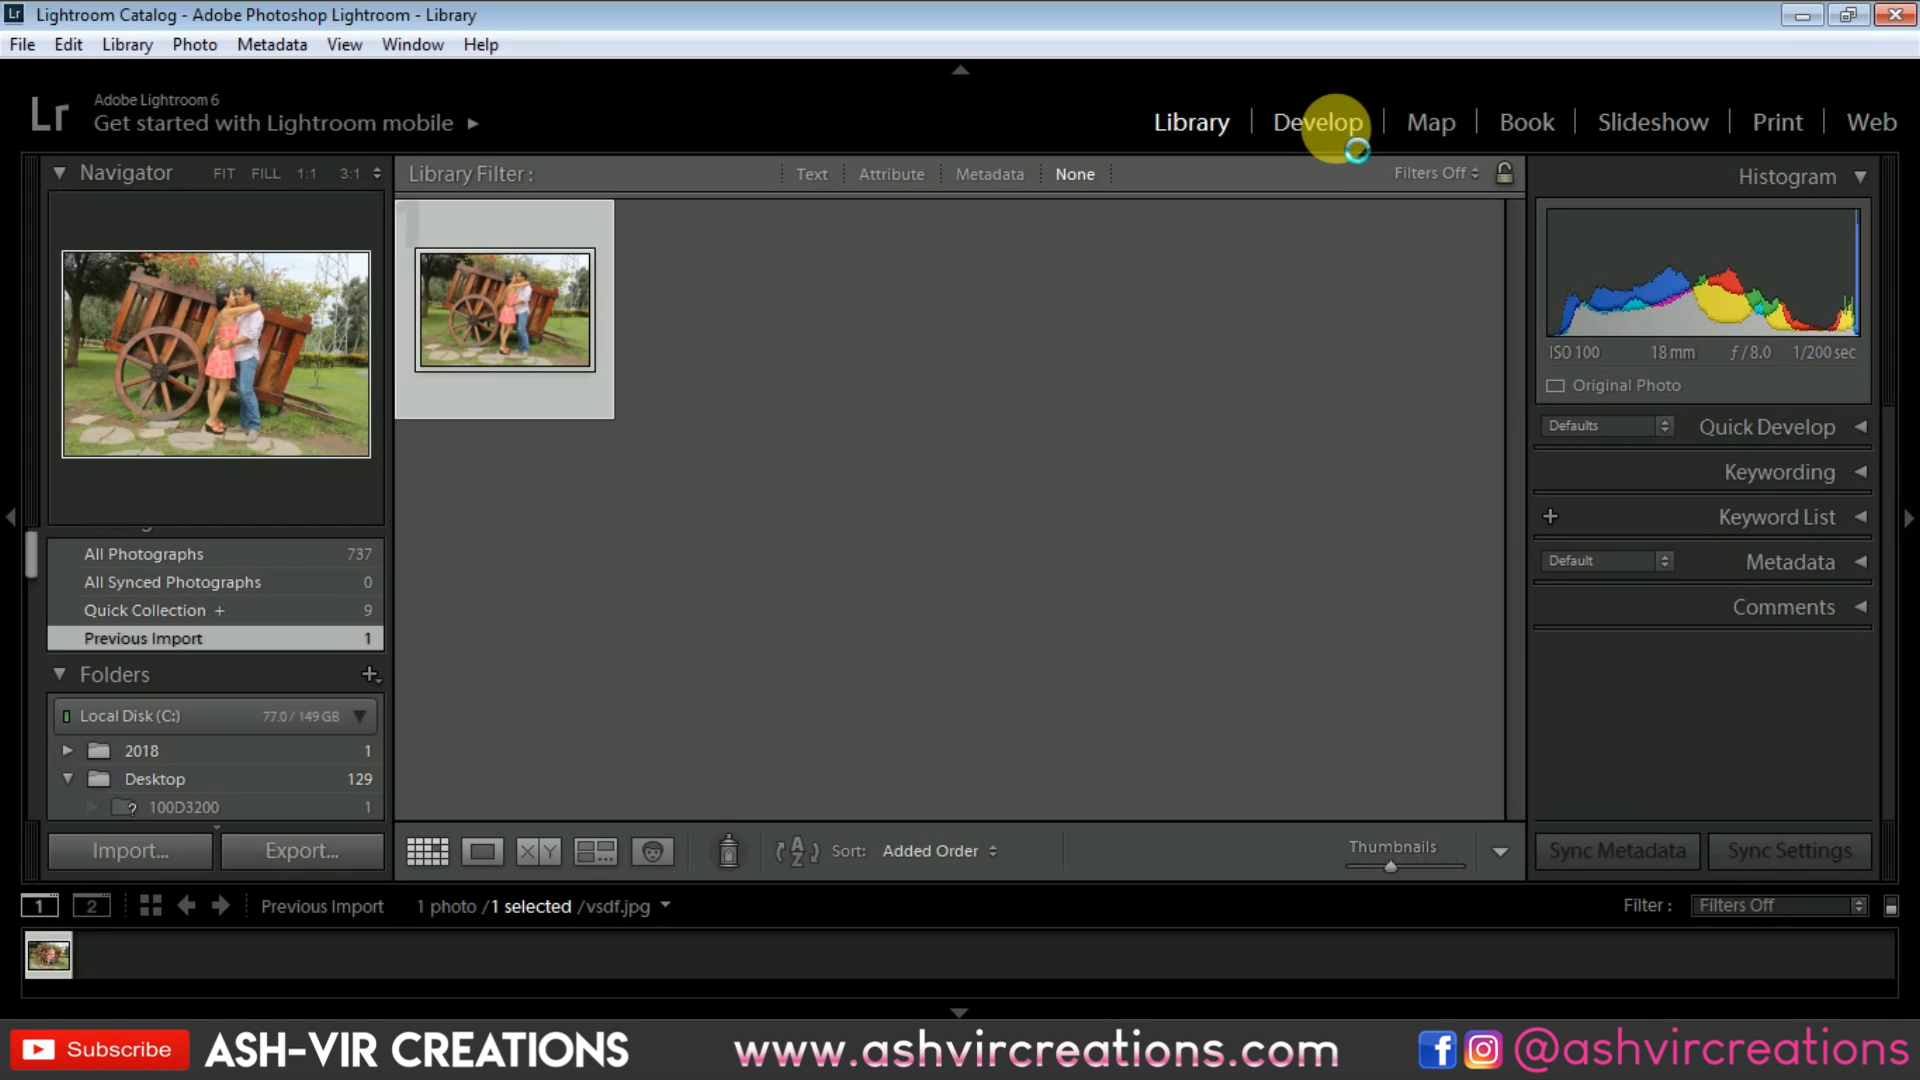 Lr Lightroom Catalog - Adobe Photoshop Lightroom - Library
File Edit Library Photo Metadata View Window Help
Lr Adobe Lightroom 6
Get started with Lightroom mobile
Library Develop Map Book Slideshow Print Web
Navigator FIT FILL 1:1 3:1
Library Filter : Text Attribute Metadata None Filters Off
Histogram
ISO 100 18 mm ƒ / 8.0 1/200 sec
Original Photo
Defaults Quick Develop
Keywording
+ Keyword List
Default Metadata
Comments
All Photographs 737
All Synced Photographs 0
Quick Collection + 9
Previous Import 1
Folders +
Local Disk (C:) 77.0 / 149 GB
2018 1
Desktop 129
? 100D3200 1
Import... Export...
X Y
A Z Sort: Added Order
Thumbnails
Sync Metadata Sync Settings
1 2 Previous Import 1 photo / 1 selected / vsdf.jpg
Filter : Filters Off
Subscribe ASH-VIR CREATIONS www.ashvircreations.com f @ashvircreations